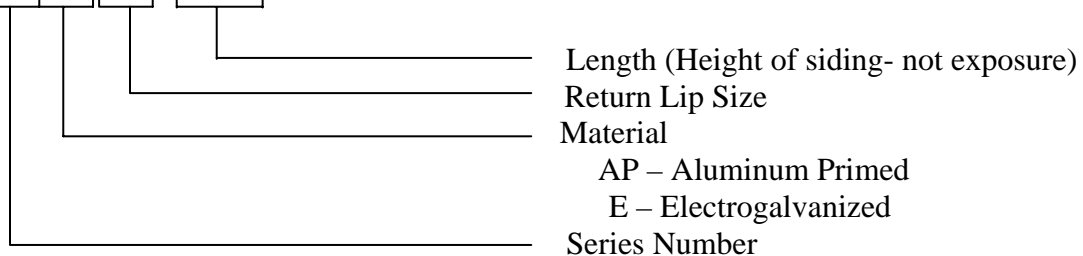 Length (Height of siding- not exposure)
Return Lip Size
Material
AP – Aluminum Primed
E – Electrogalvanized
Series Number